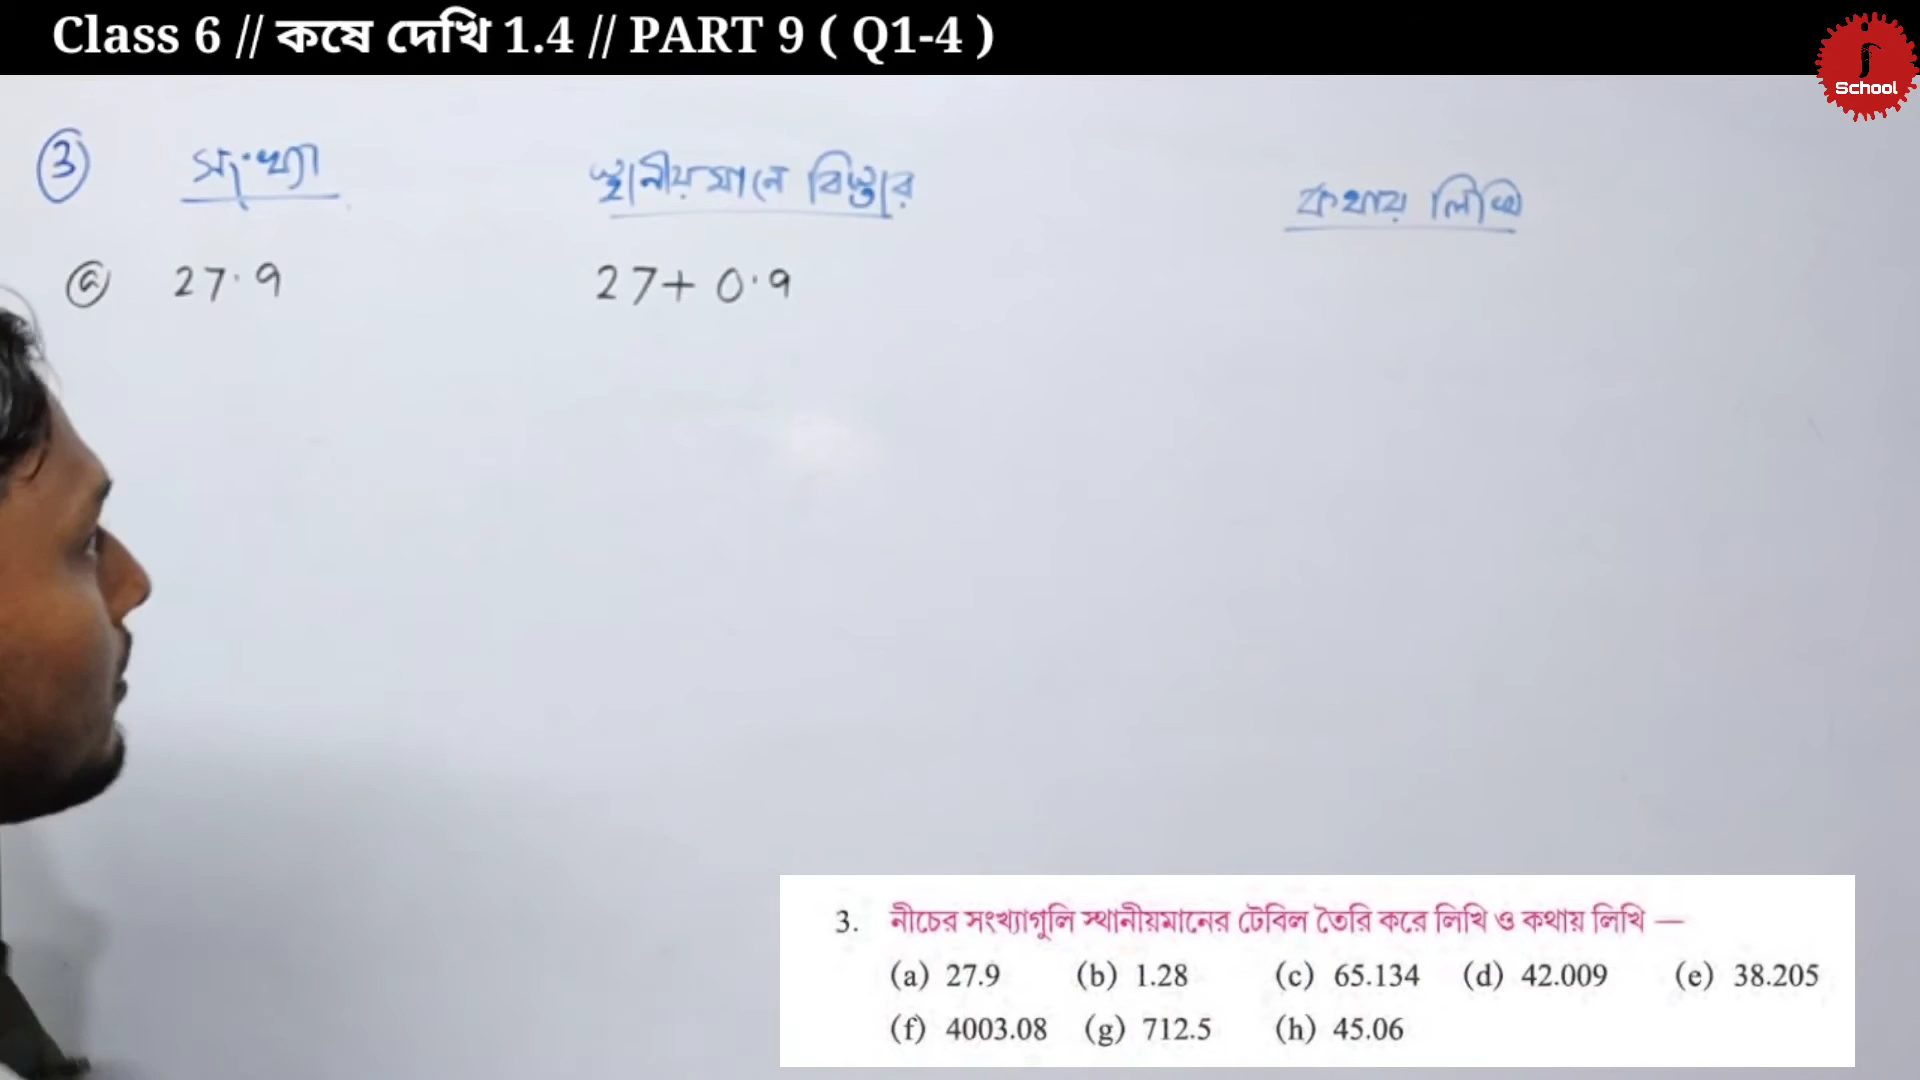 Class 6 // কষে দেখি 1.4 // PART 9 ( Q1-4 )
School
3 সংখ্যা স্থানীয়মানে বিস্তার কথায় লিখি
a 27.9 27+ 0.9
3. নীচের সংখ্যাগুলি স্থানীয়মানের টেবিল তৈরি করে লিখি ও কথায় লিখি —
(a) 27.9 (b) 1.28 (c) 65.134 (d) 42.009 (e) 38.205
(f) 4003.08 (g) 712.5 (h) 45.06